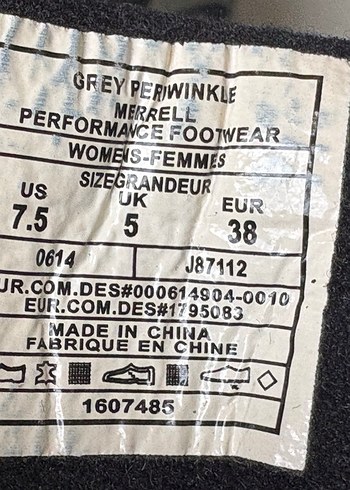 GREY PERIWINKLE
MERRELL
PERFORMANCE FOOTWEAR
WOMENS-FEMMES
SIZEGRANDEUR
US UK EUR
7.5 5 38
0614 J87112
UR.COM.DES#000614904-0010
EUR.COM.DES#1795083
MADE IN CHINA
FABRIQUE EN CHINE
1607485